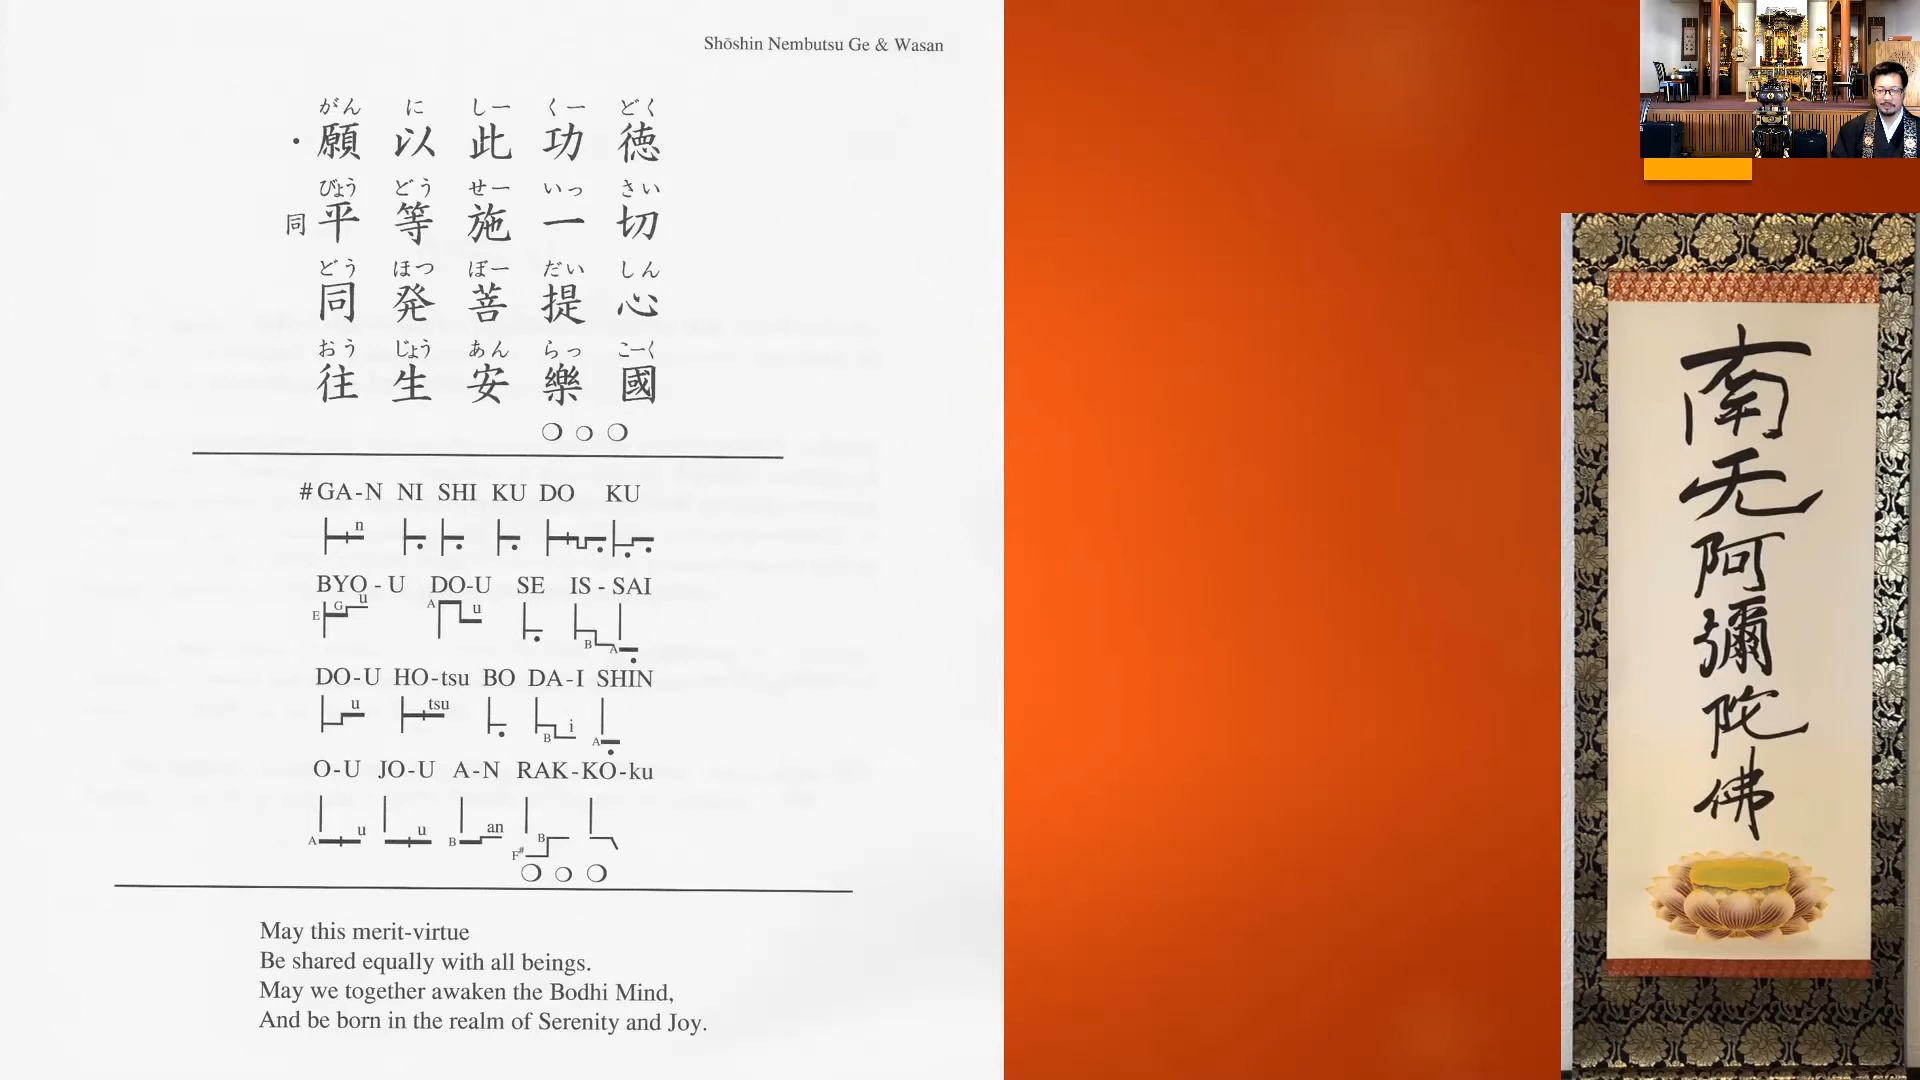 Shōshin Nembutsu Ge & Wasan
がん に しー くー どく
・願 以 此 功 徳
びょう どう せー いっ さい
同 平 等 施 一 切
どう ほつ ぼー だい しん
同 発 菩 提 心
おう じょう あん らっ こーく
往 生 安 樂 國
○ ○ ○
#GA-N NI SHI KU DO KU
n
BYO - U DO-U SE IS - SAI
E G u A u B A
DO-U HO-tsu BO DA-I SHIN
u tsu B i A
O-U JO-U A-N RAK-KO-ku
A u u B an F# B
○ ○ ○
May this merit-virtue
Be shared equally with all beings.
May we together awaken the Bodhi Mind,
And be born in the realm of Serenity and Joy.
南无阿彌陀佛